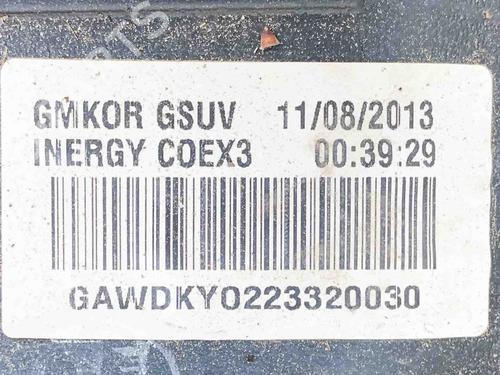 GMKOR GSUV 11/08/2013
INERGY COEX3 00:39:29
GAWDKY0223320030